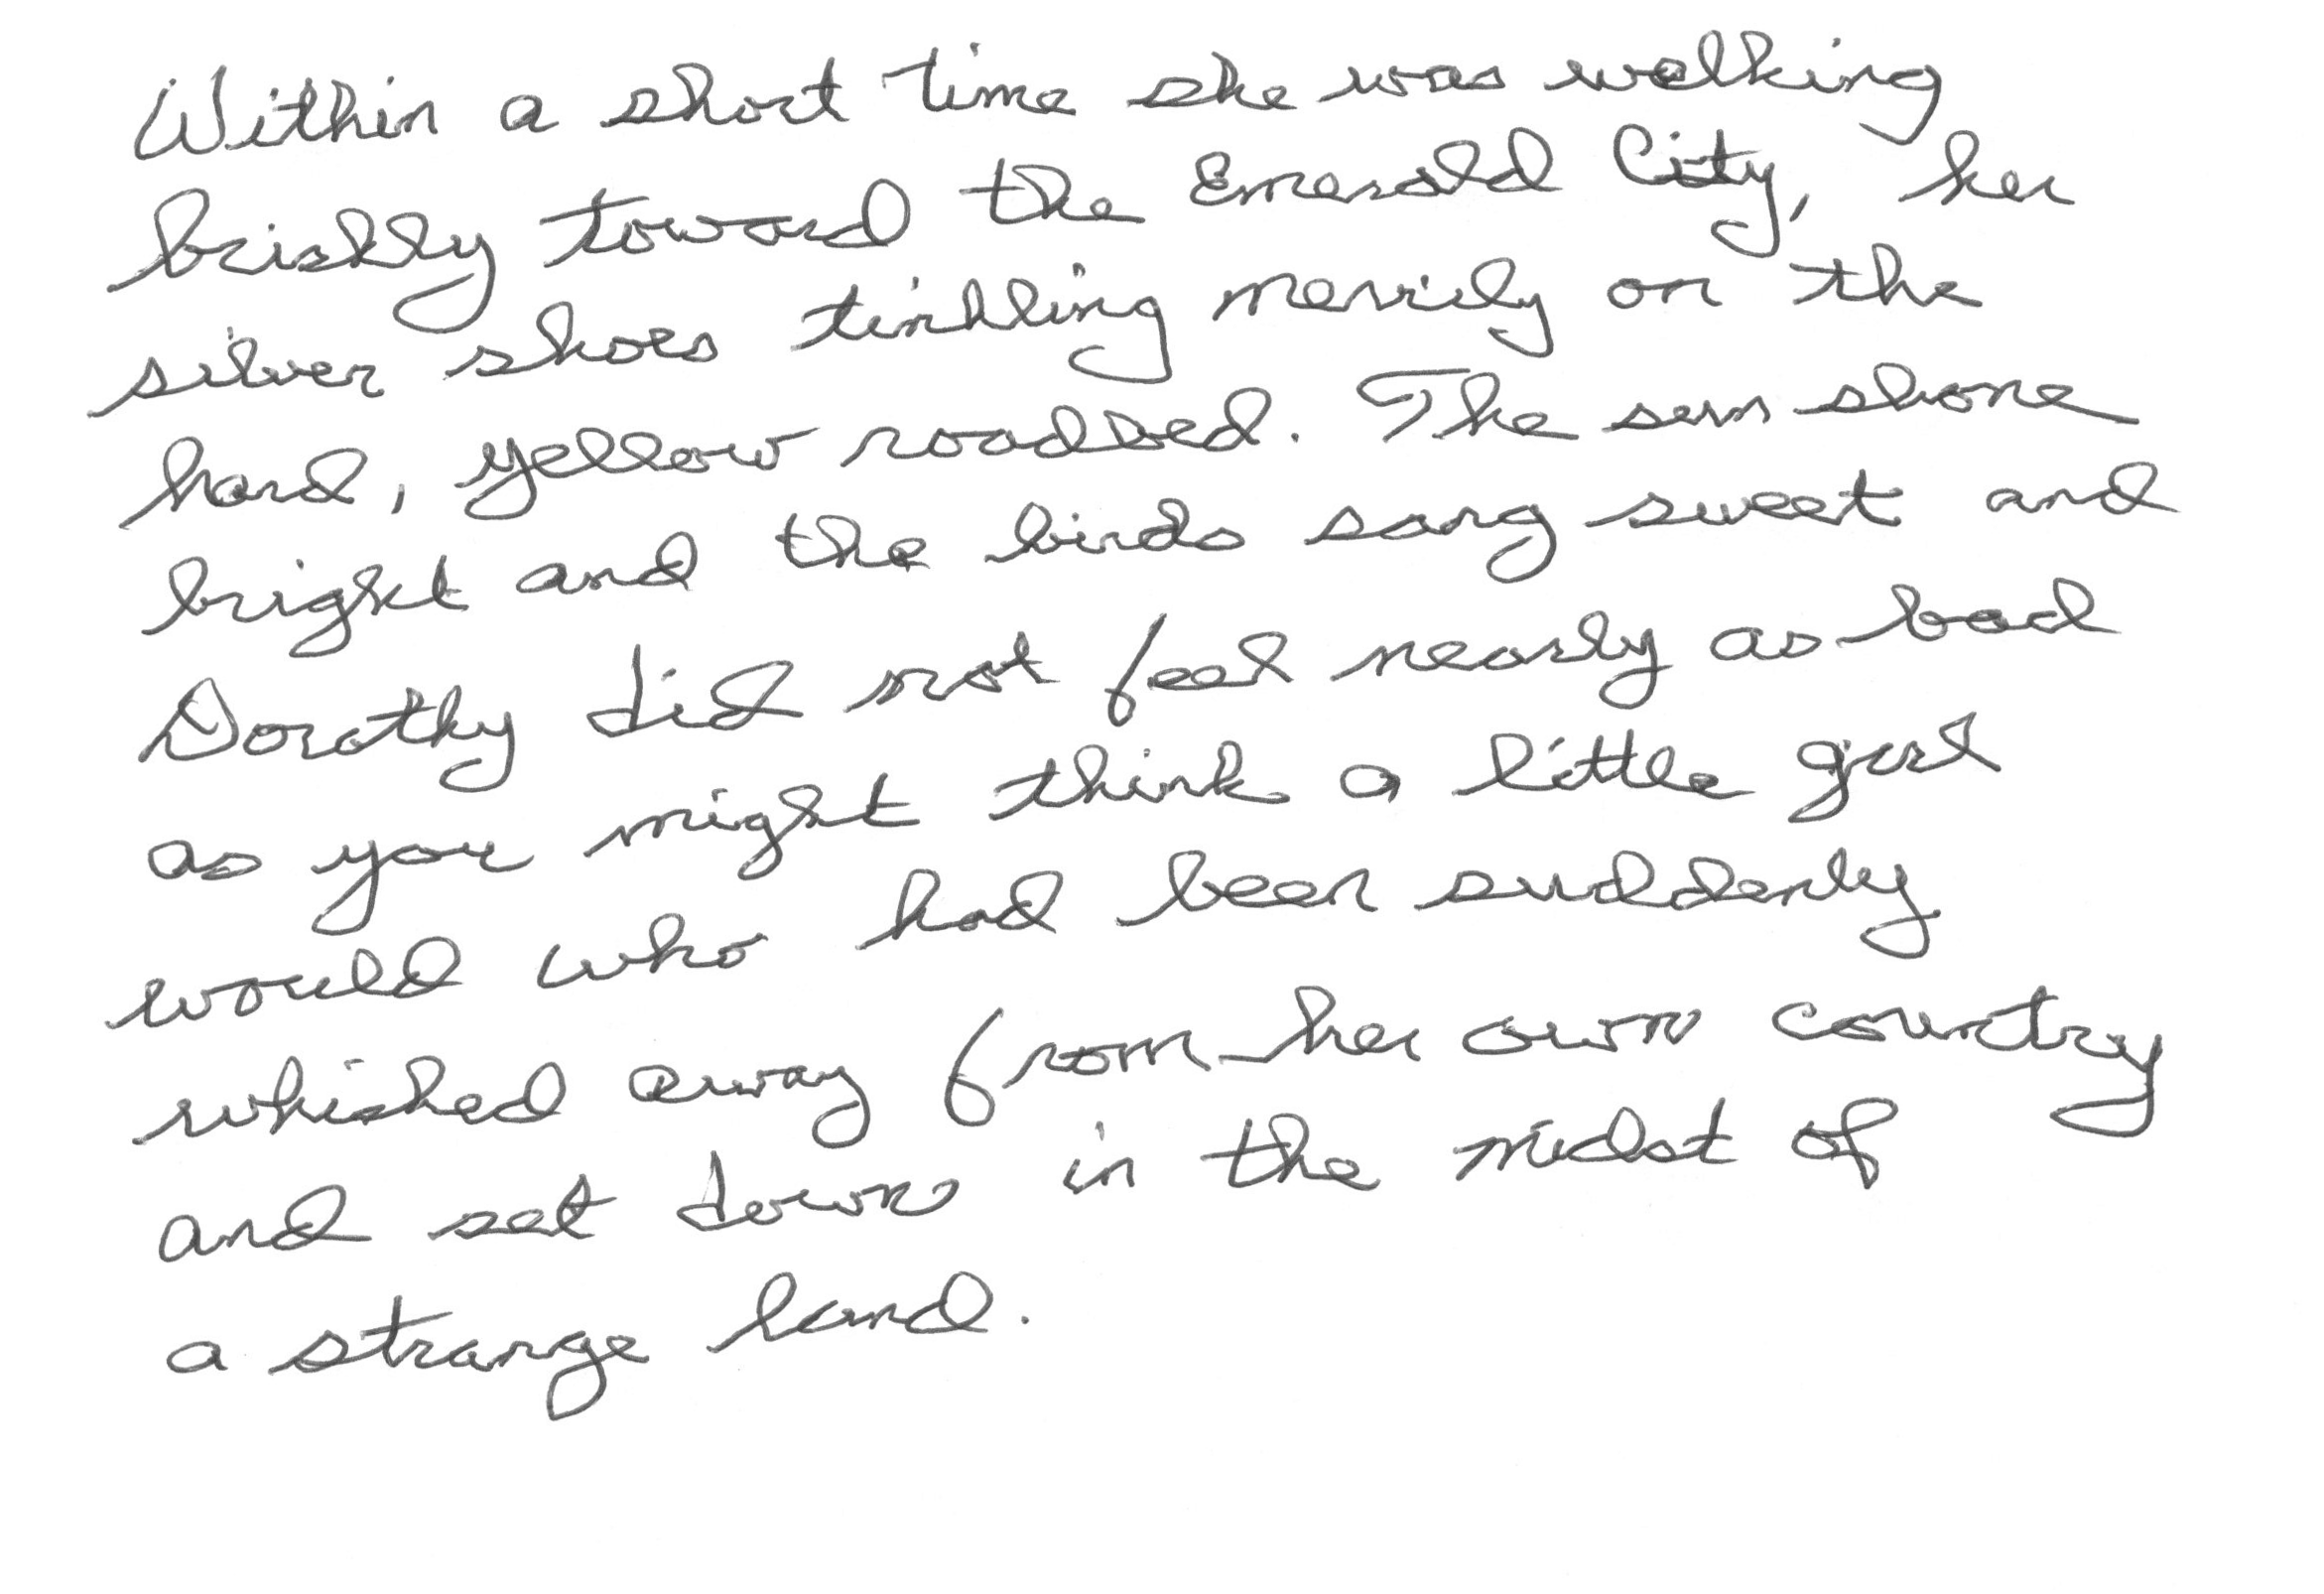 Within a short time she was walking
briskly toward the Emerald City, her
silver shoes tinkling merrily on the
hard, yellow roadbed. The sun shone
bright and the birds sang sweet and
Dorothy did not feel nearly as bad
as you might think a little girl
would who had been suddenly
whisked away from her own country
and set down in the midst of
a strange land.